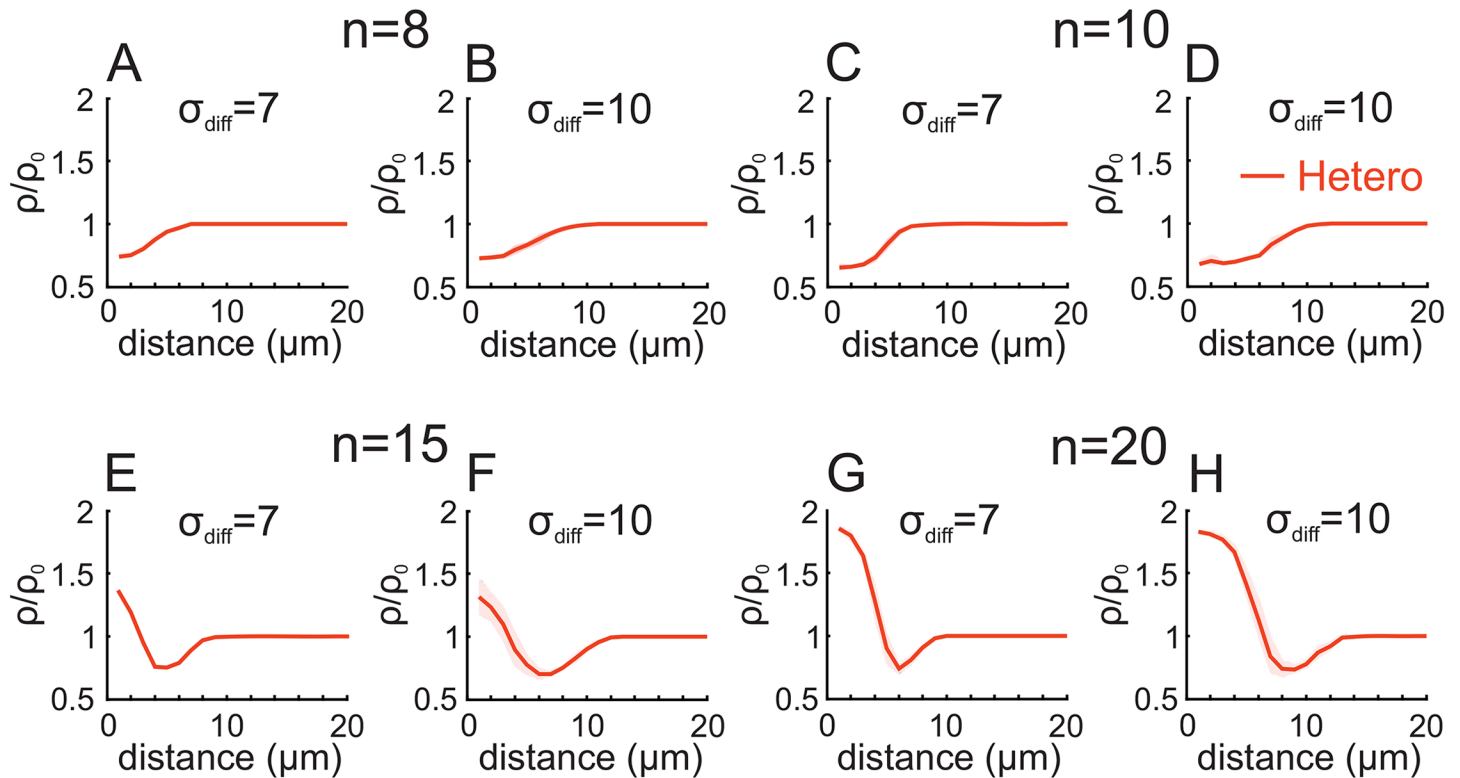 n=8 n=10
A B C D
σdiff=7 σdiff=10 σdiff=7 σdiff=10
Hetero
ρ/ρ0 ρ/ρ0 ρ/ρ0 ρ/ρ0
2 2 2 2
1.5 1.5 1.5 1.5
1 1 1 1
0.5 0.5 0.5 0.5
0 10 20 0 10 20 0 10 20 0 10 20
distance (μm) distance (μm) distance (μm) distance (μm)
n=15 n=20
E F G H
σdiff=7 σdiff=10 σdiff=7 σdiff=10
ρ/ρ0 ρ/ρ0 ρ/ρ0 ρ/ρ0
2 2 2 2
1.5 1.5 1.5 1.5
1 1 1 1
0.5 0.5 0.5 0.5
0 10 20 0 10 20 0 10 20 0 10 20
distance (μm) distance (μm) distance (μm) distance (μm)